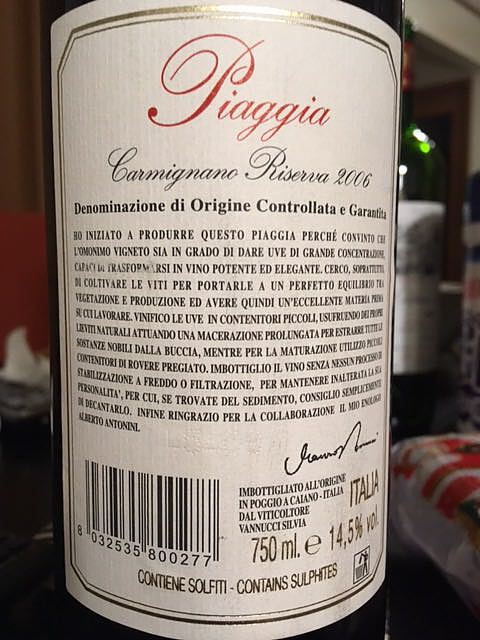 Piaggia
Carmignano Riserva 2006
Denominazione di Origine Controllata e Garantita
HO INIZIATO A PRODURRE QUESTO PIAGGIA PERCHÉ CONVINTO CHE
L'OMONIMO VIGNETO SIA IN GRADO DI DARE UVE DI GRANDE CONCENTRAZIONE,
CAPACI DI TRASFORMARSI IN VINO POTENTE ED ELEGANTE. CERCO, SOPRATTUTTO,
DI COLTIVARE LE VITI PER PORTARLE A UN PERFETTO EQUILIBRIO TRA
VEGETAZIONE E PRODUZIONE ED AVERE QUINDI UN'ECCELLENTE MATERIA PRIMA
SU CUI LAVORARE. VINIFICO LE UVE IN CONTENITORI PICCOLI, USUFRUENDO DEI PROPRI
LIEVITI NATURALI ATTUANDO UNA MACERAZIONE PROLUNGATA PER ESTRARRE TUTTE LE
SOSTANZE NOBILI DALLA BUCCIA, MENTRE PER LA MATURAZIONE UTILIZZO PICCOLI
CONTENITORI DI ROVERE PREGIATO. IMBOTTIGLIO IL VINO SENZA NESSUN PROCESSO DI
STABILIZZAZIONE A FREDDO O FILTRAZIONE, PER MANTENERE INALTERATA LA SUA
PERSONALITA', PER CUI, SE TROVATE DEL SEDIMENTO, CONSIGLIO SEMPLICEMENTE
DI DECANTARLO. INFINE RINGRAZIO PER LA COLLABORAZIONE IL MIO ENOLOGO
ALBERTO ANTONINI.
IMBOTTIGLIATO ALL'ORIGINE
IN POGGIO A CAIANO - ITALIA
DAL VITICOLTORE
VANNUCCI SILVIA
ITALIA
8 032535 800277
750 ml. e 14,5% vol.
CONTIENE SOLFITI - CONTAINS SULPHITES